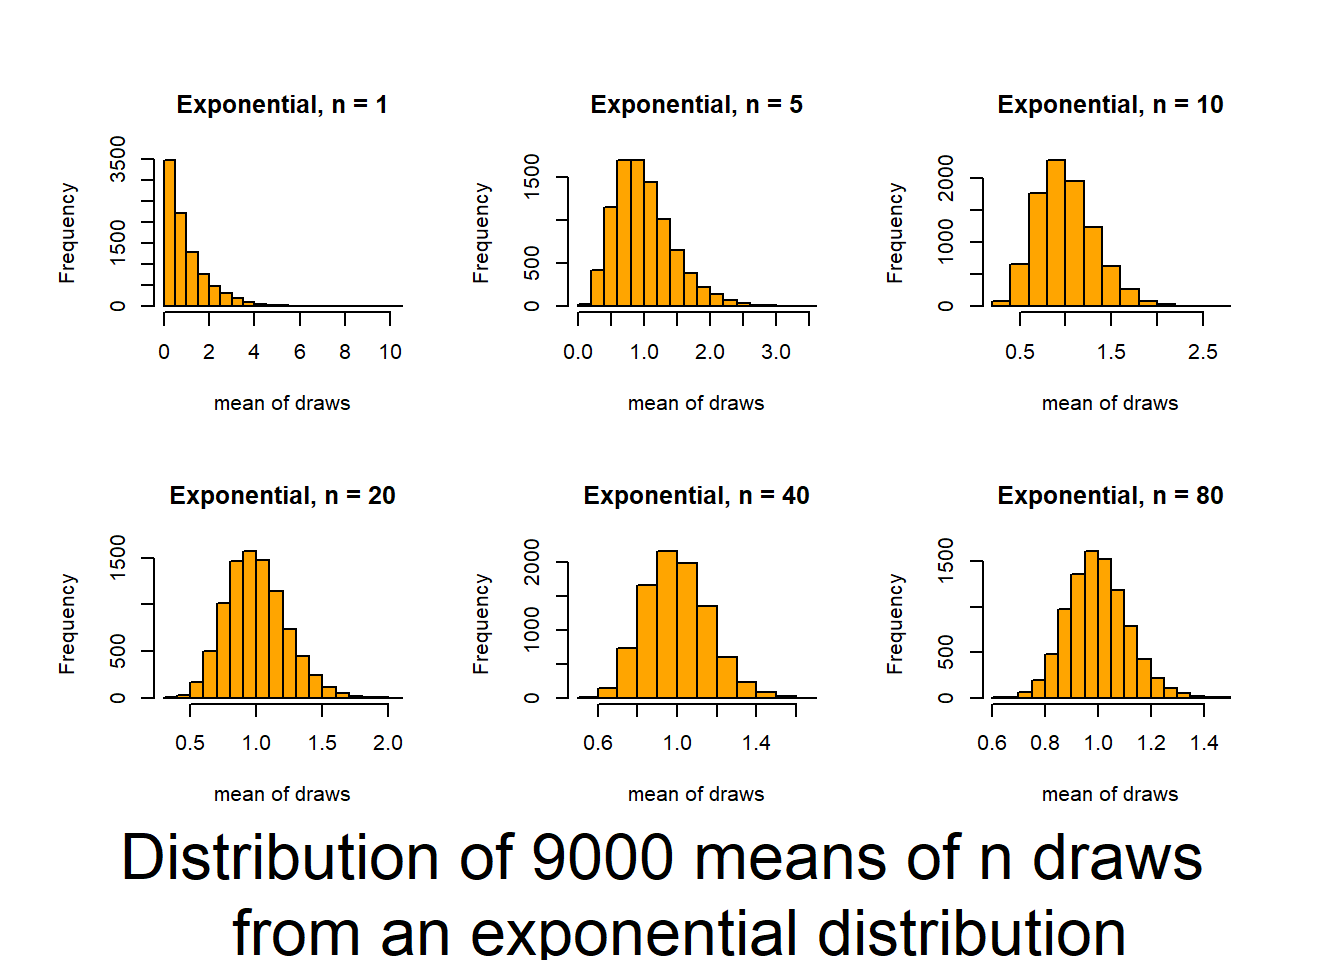 Exponential, n = 1
Frequency
0 1500 3500
0 2 4 6 8 10
mean of draws
Exponential, n = 5
Frequency
0 500 1500
0.0 1.0 2.0 3.0
mean of draws
Exponential, n = 10
Frequency
0 1000 2000
0.5 1.5 2.5
mean of draws
Exponential, n = 20
Frequency
0 500 1500
0.5 1.0 1.5 2.0
mean of draws
Exponential, n = 40
Frequency
0 1000 2000
0.6 1.0 1.4
mean of draws
Exponential, n = 80
Frequency
0 500 1500
0.6 0.8 1.0 1.2 1.4
mean of draws
Distribution of 9000 means of n draws
from an exponential distribution